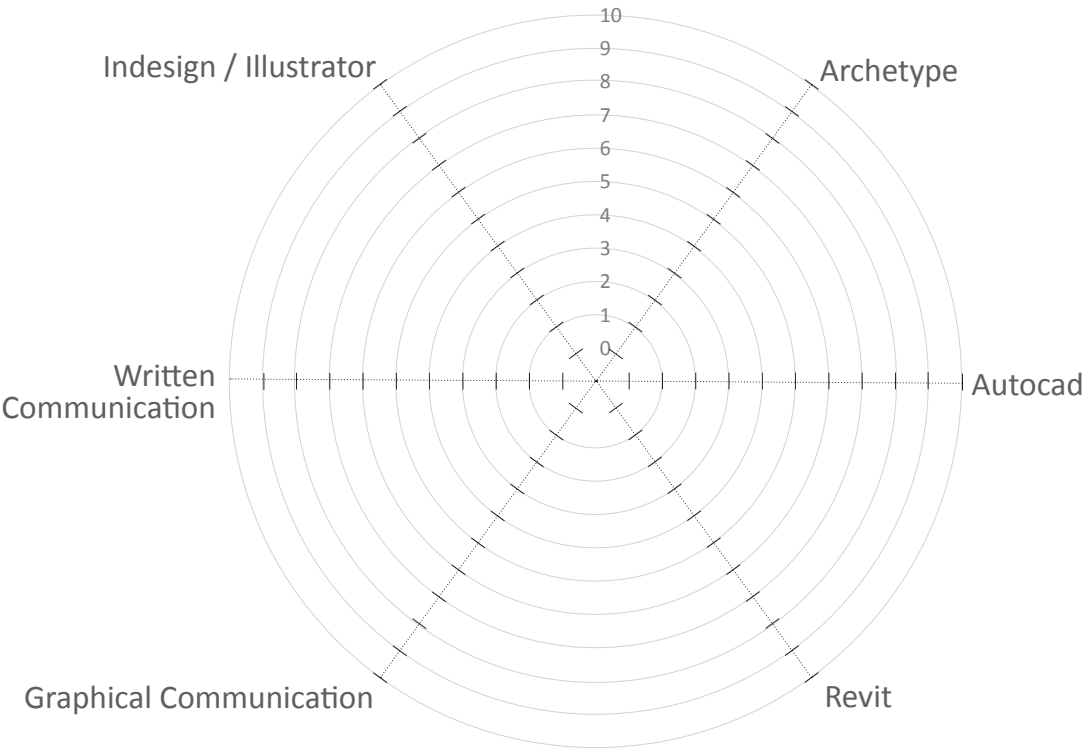 10
Indesign / Illustrator
Archetype
9
8
7
6
5
4
3
2
1
0
Written
Communication
Autocad
Graphical Communication
Revit